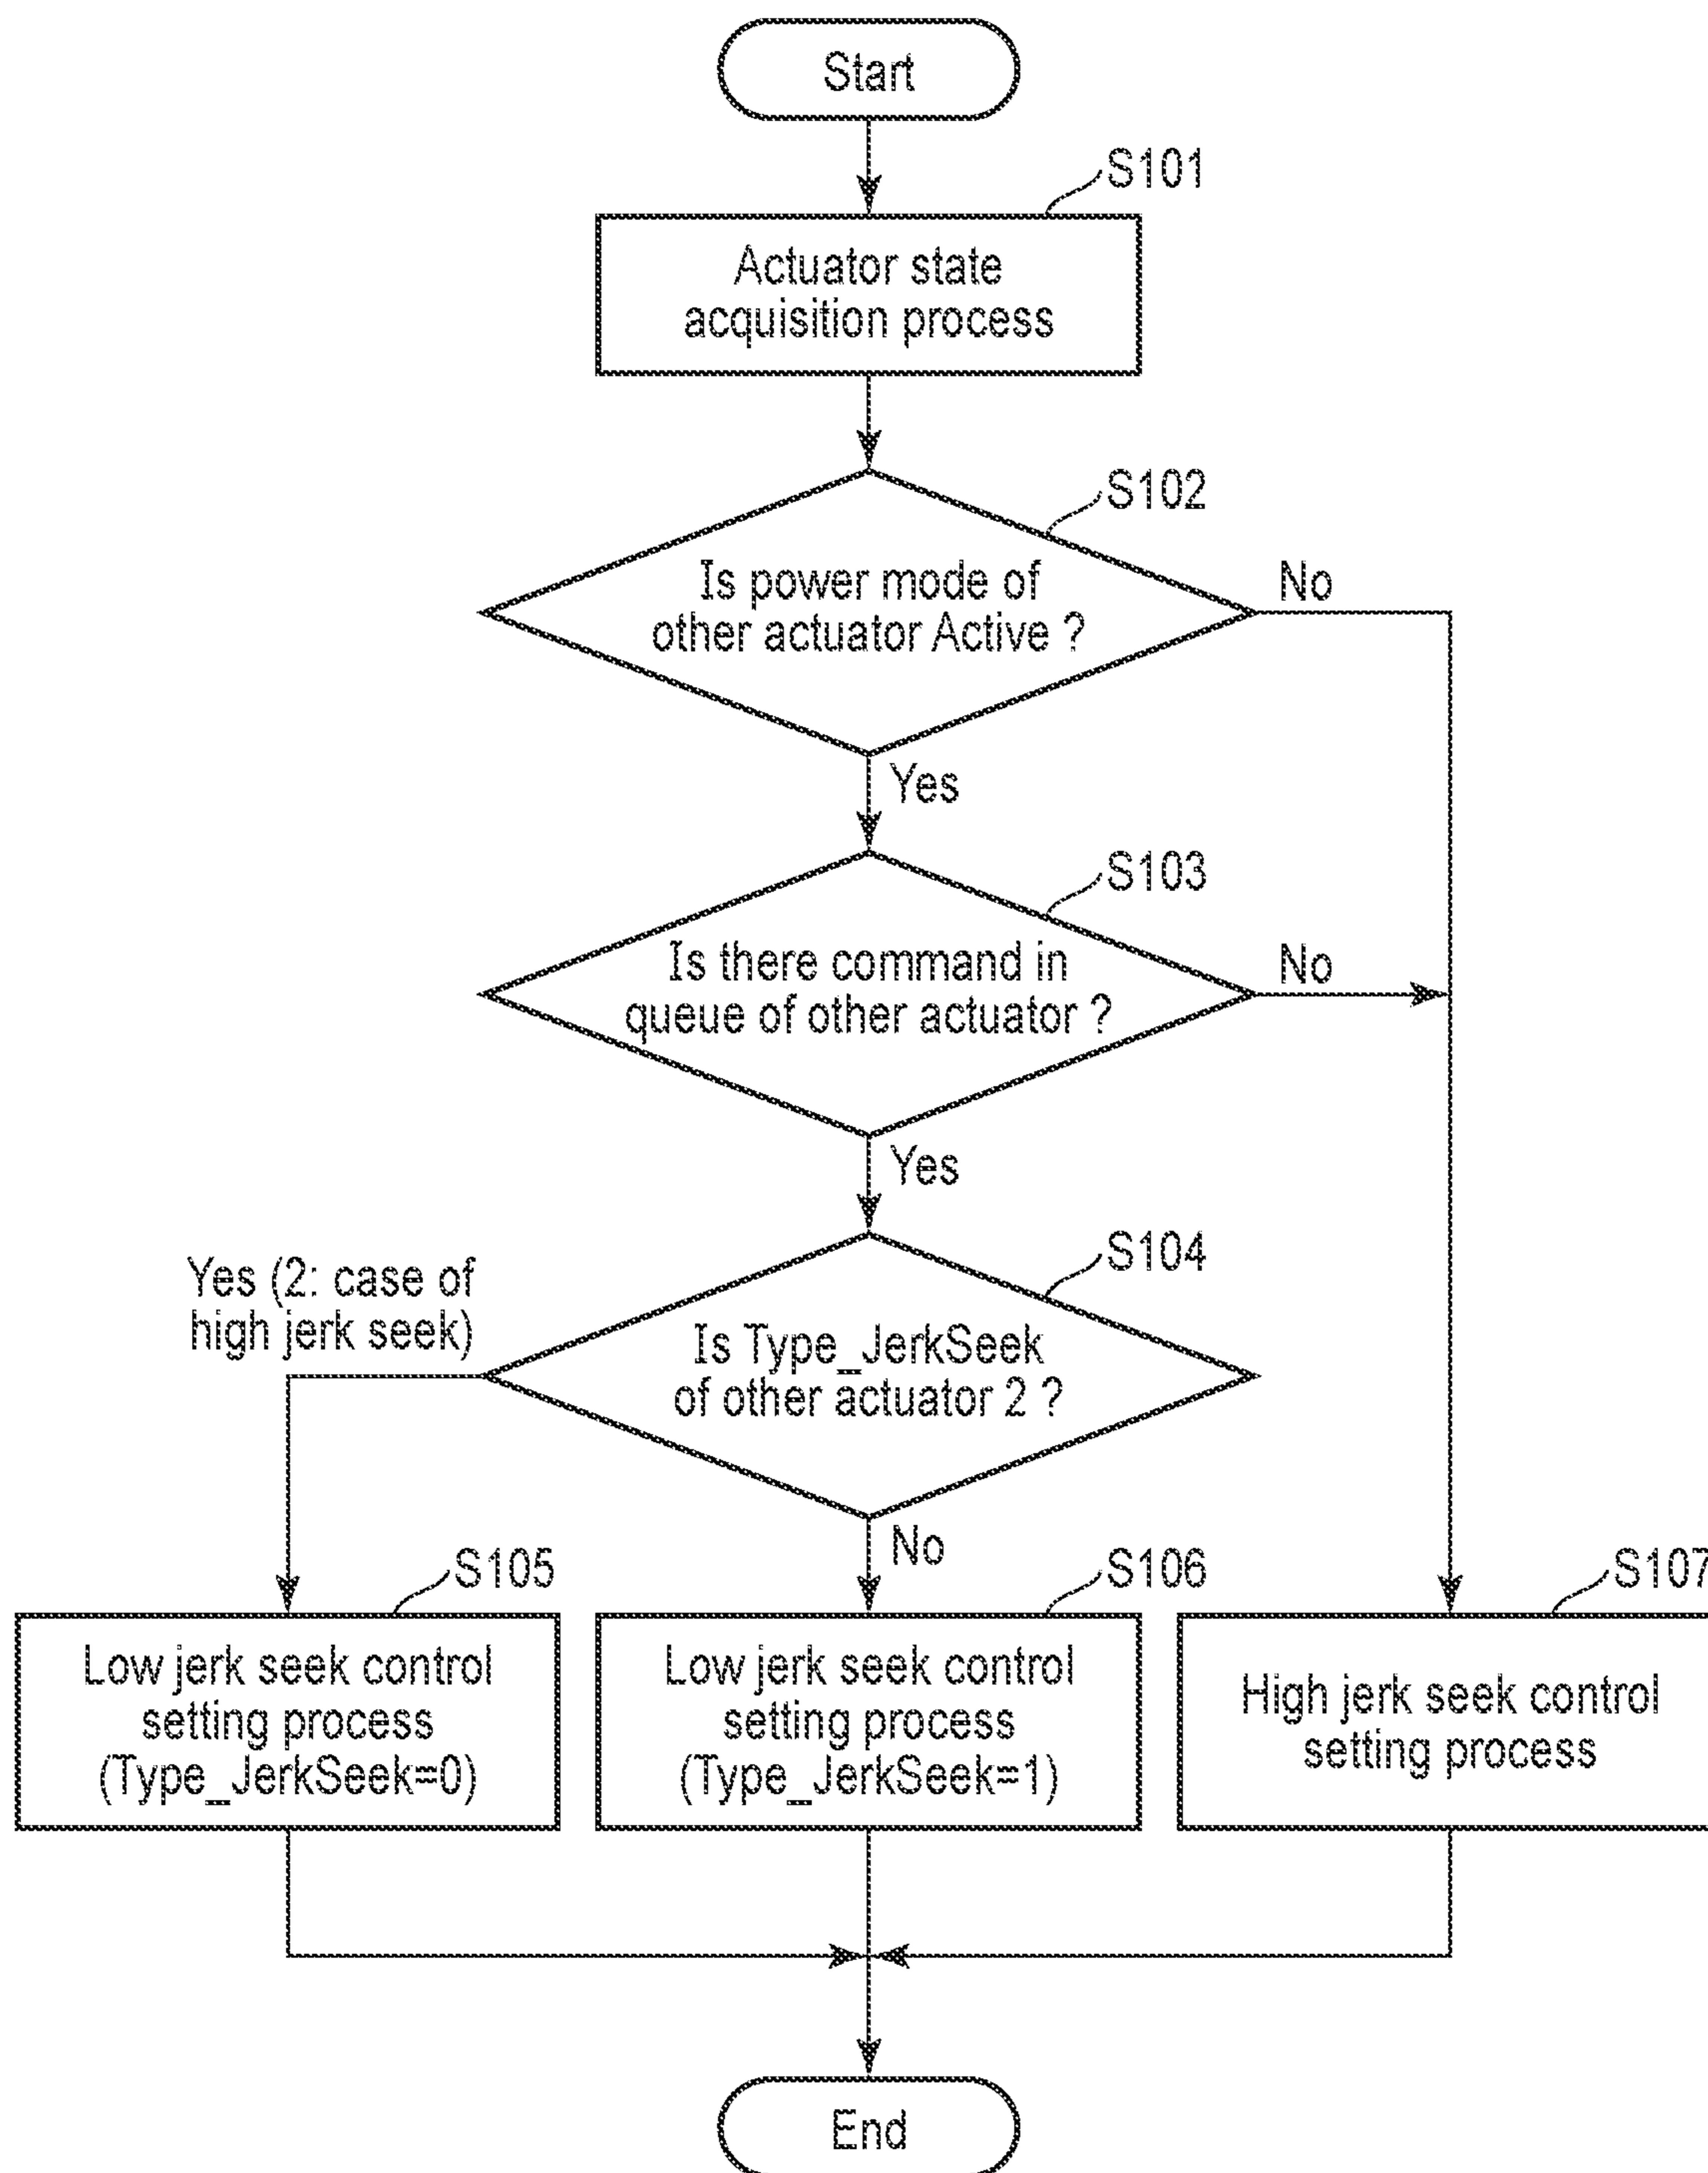 Start
S101
Actuator state
acquisition process
S102
Is power mode of
other actuator Active ?
No
Yes
S103
Is there command in
queue of other actuator ?
No
Yes
S104
Yes (2: case of
high jerk seek)
Is Type_JerkSeek
of other actuator 2 ?
No
S105
Low jerk seek control
setting process
(Type_JerkSeek=0)
S106
Low jerk seek control
setting process
(Type_JerkSeek=1)
S107
High jerk seek control
setting process
End